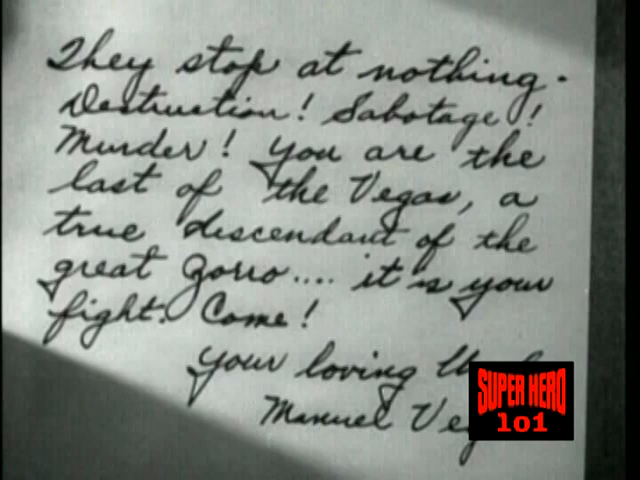 They stop at nothing.
Destruction! Sabotage!
Murder! You are the
last of the Vegas, a
true descendant of the
great Zorro.... it is your
fight. Come!
Your loving
Manuel
SUPER HERO
101